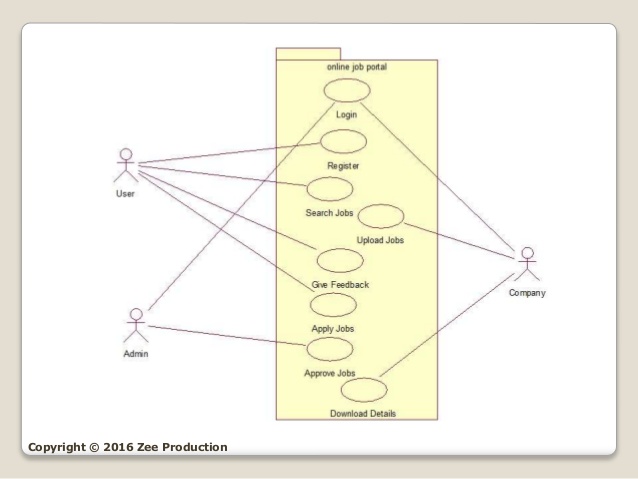 online job portal
Login
Register
User
Search Jobs
Upload Jobs
Give Feedback
Company
Apply Jobs
Admin
Approve Jobs
Download Details
Copyright © 2016 Zee Production